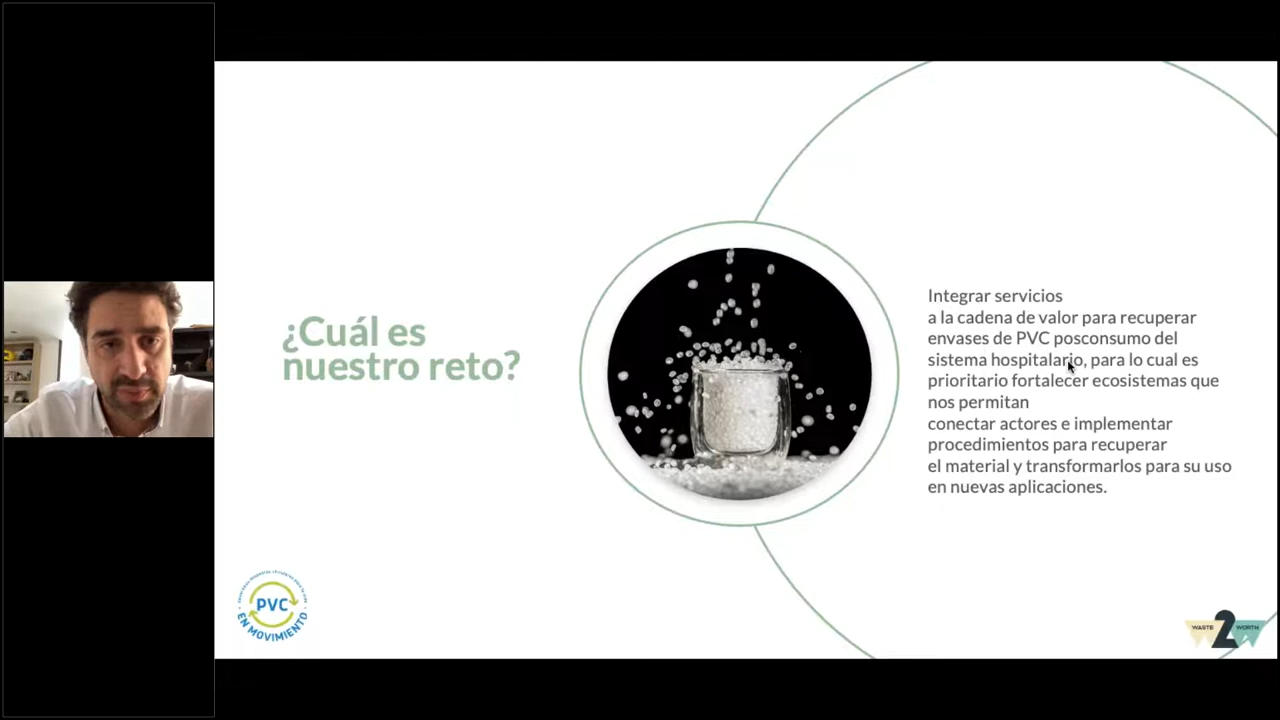 ¿Cuál es
nuestro reto?
Integrar servicios
a la cadena de valor para recuperar
envases de PVC posconsumo del
sistema hospitalario, para lo cual es
prioritario fortalecer ecosistemas que
nos permitan
conectar actores e implementar
procedimientos para recuperar
el material y transformarlos para su uso
en nuevas aplicaciones.
PVC
EN MOVIMIENTO
WASTE 2 WORTH